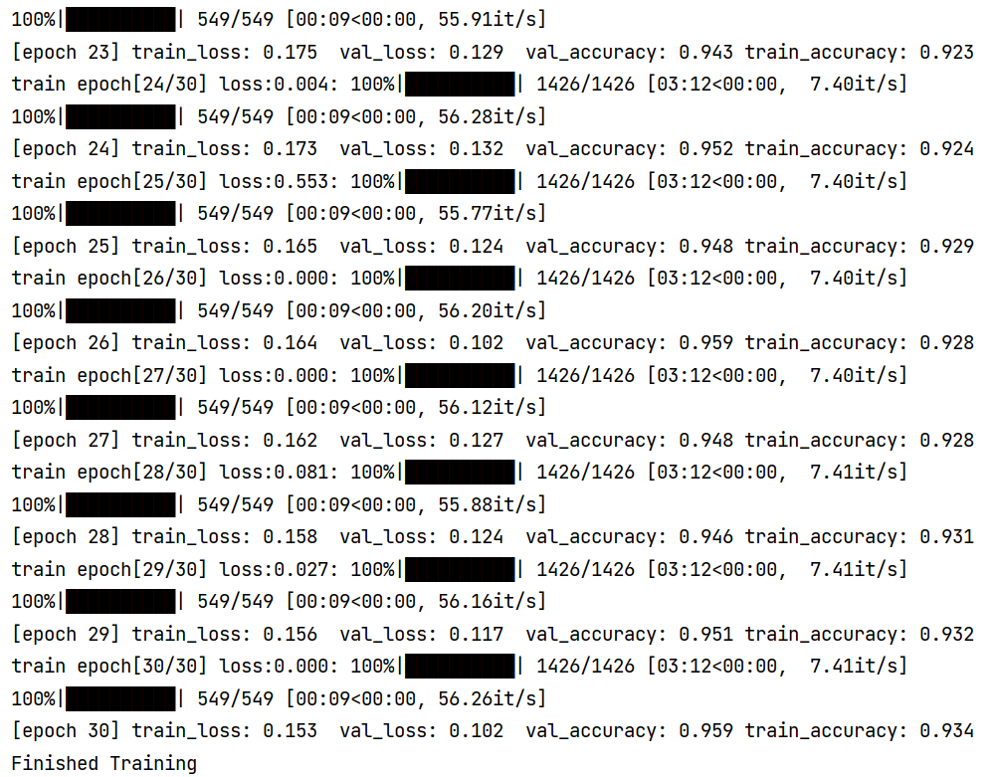 100%|██████████| 549/549 [00:09<00:00, 55.91it/s]
[epoch 23] train_loss: 0.175  val_loss: 0.129  val_accuracy: 0.943 train_accuracy: 0.923
train epoch[24/30] loss:0.004: 100%|██████████| 1426/1426 [03:12<00:00,  7.40it/s]
100%|██████████| 549/549 [00:09<00:00, 56.28it/s]
[epoch 24] train_loss: 0.173  val_loss: 0.132  val_accuracy: 0.952 train_accuracy: 0.924
train epoch[25/30] loss:0.553: 100%|██████████| 1426/1426 [03:12<00:00,  7.40it/s]
100%|██████████| 549/549 [00:09<00:00, 55.77it/s]
[epoch 25] train_loss: 0.165  val_loss: 0.124  val_accuracy: 0.948 train_accuracy: 0.929
train epoch[26/30] loss:0.000: 100%|██████████| 1426/1426 [03:12<00:00,  7.40it/s]
100%|██████████| 549/549 [00:09<00:00, 56.20it/s]
[epoch 26] train_loss: 0.164  val_loss: 0.102  val_accuracy: 0.959 train_accuracy: 0.928
train epoch[27/30] loss:0.000: 100%|██████████| 1426/1426 [03:12<00:00,  7.40it/s]
100%|██████████| 549/549 [00:09<00:00, 56.12it/s]
[epoch 27] train_loss: 0.162  val_loss: 0.127  val_accuracy: 0.948 train_accuracy: 0.928
train epoch[28/30] loss:0.081: 100%|██████████| 1426/1426 [03:12<00:00,  7.41it/s]
100%|██████████| 549/549 [00:09<00:00, 55.88it/s]
[epoch 28] train_loss: 0.158  val_loss: 0.124  val_accuracy: 0.946 train_accuracy: 0.931
train epoch[29/30] loss:0.027: 100%|██████████| 1426/1426 [03:12<00:00,  7.41it/s]
100%|██████████| 549/549 [00:09<00:00, 56.16it/s]
[epoch 29] train_loss: 0.156  val_loss: 0.117  val_accuracy: 0.951 train_accuracy: 0.932
train epoch[30/30] loss:0.000: 100%|██████████| 1426/1426 [03:12<00:00,  7.41it/s]
100%|██████████| 549/549 [00:09<00:00, 56.26it/s]
[epoch 30] train_loss: 0.153  val_loss: 0.102  val_accuracy: 0.959 train_accuracy: 0.934
Finished Training